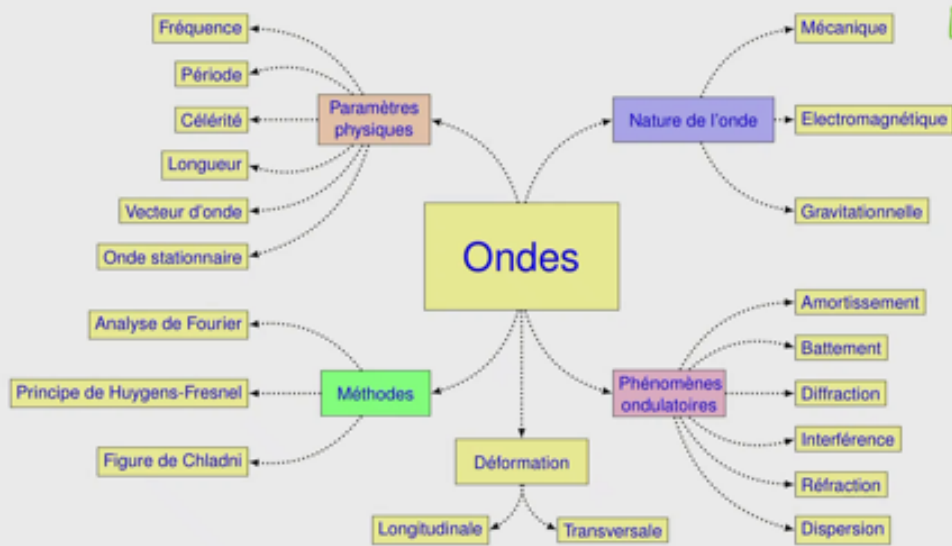 Fréquence
Période
Célérité
Longueur
Vecteur d'onde
Onde stationnaire
Paramètres
physiques
Nature de l'onde
Mécanique
Electromagnétique
Gravitationnelle
Ondes
Analyse de Fourier
Principe de Huygens-Fresnel
Figure de Chladni
Méthodes
Déformation
Longitudinale
Transversale
Phénomènes
ondulatoires
Amortissement
Battement
Diffraction
Interférence
Réfraction
Dispersion